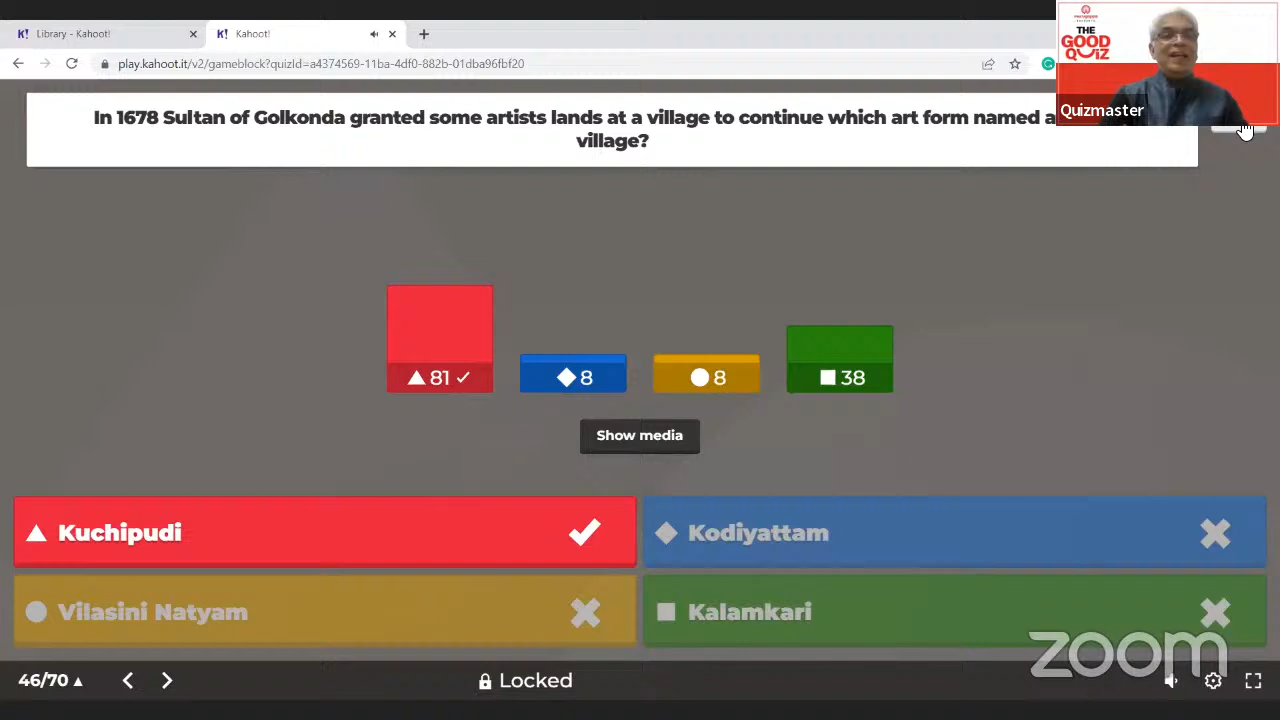 Library - Kahoot!
Kahoot!
play.kahoot.it/v2/gameblock?quizId=a4374569-11ba-4df0-882b-01db96fbf20
THE
GOOD
QUIZ
Quizmaster
In 1678 Sultan of Golkonda granted some artists lands at a village to continue which art form named a
village?
81
8
8
38
Show media
Kuchipudi
Kodiyattam
Vilasini Natyam
Kalamkari
zoom
46/70
Locked